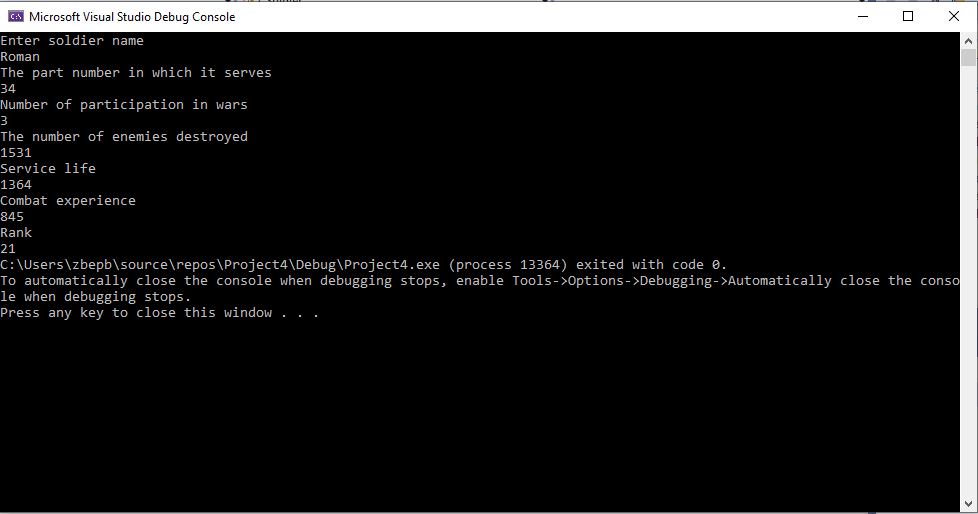 Microsoft Visual Studio Debug Console
Enter soldier name
Roman
The part number in which it serves
34
Number of participation in wars
3
The number of enemies destroyed
1531
Service life
1364
Combat experience
845
Rank
21
C:\Users\zbepb\source\repos\Project4\Debug\Project4.exe (process 13364) exited with code 0.
To automatically close the console when debugging stops, enable Tools->Options->Debugging->Automatically close the conso
le when debugging stops.
Press any key to close this window . . .